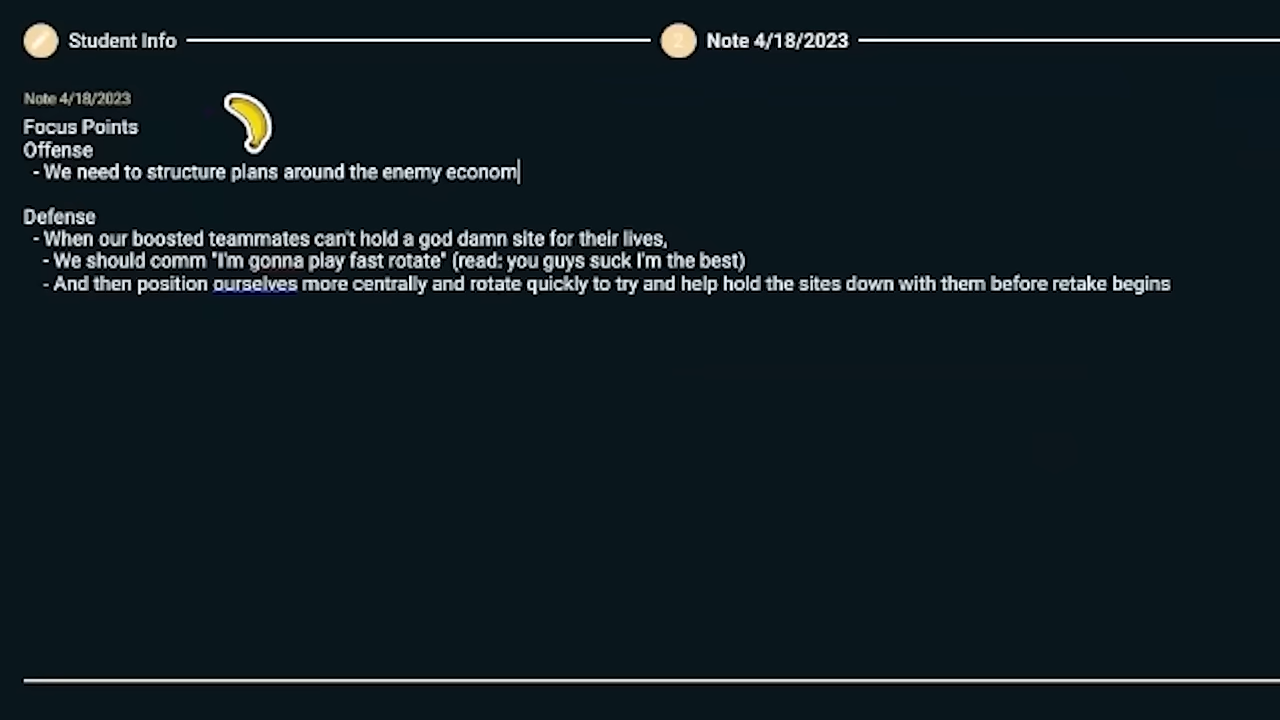 Student Info
2 Note 4/18/2023
Note 4/18/2023
Focus Points
Offense
- We need to structure plans around the enemy econom
Defense
- When our boosted teammates can't hold a god damn site for their lives,
- We should comm "I'm gonna play fast rotate" (read: you guys suck I'm the best)
- And then position ourselves more centrally and rotate quickly to try and help hold the sites down with them before retake begins